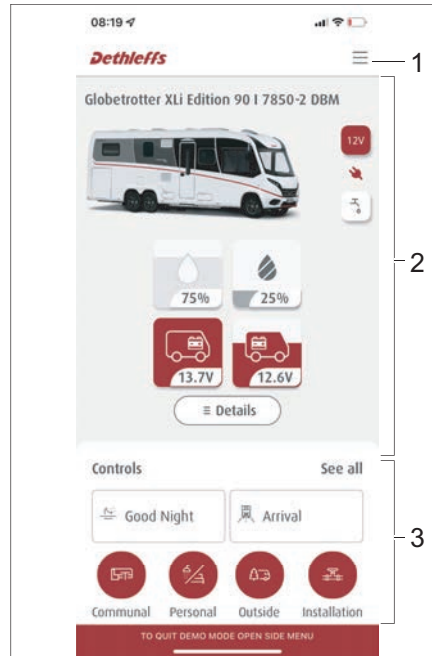 08:19
Dethleffs
1
Globetrotter XLi Edition 90 I 7850-2 DBM
12V
2
75% 25%
13.7V 12.6V
Details
Controls See all
Good Night Arrival
3
Communal Personal Outside Installation
TO QUIT DEMO MODE OPEN SIDE MENU